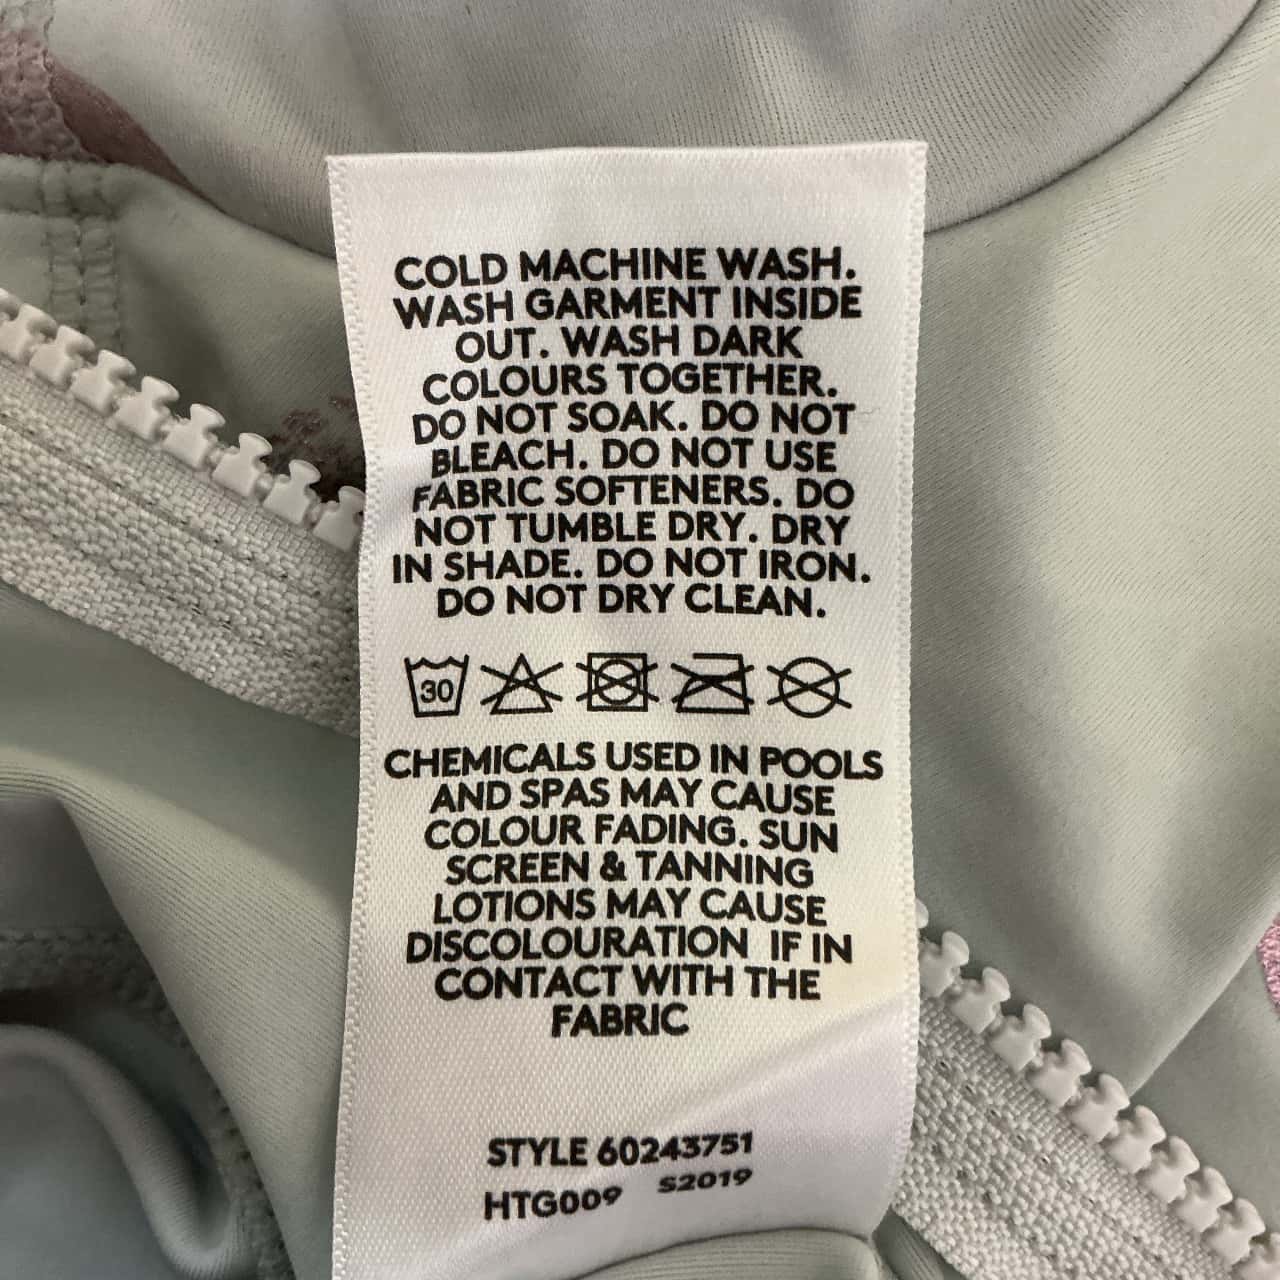 COLD MACHINE WASH.
WASH GARMENT INSIDE
OUT. WASH DARK
COLOURS TOGETHER.
DO NOT SOAK. DO NOT
BLEACH. DO NOT USE
FABRIC SOFTENERS. DO
NOT TUMBLE DRY. DRY
IN SHADE. DO NOT IRON.
DO NOT DRY CLEAN.
30
CHEMICALS USED IN POOLS
AND SPAS MAY CAUSE
COLOUR FADING. SUN
SCREEN & TANNING
LOTIONS MAY CAUSE
DISCOLOURATION IF IN
CONTACT WITH THE
FABRIC
STYLE 60243751
HTG009 S2019